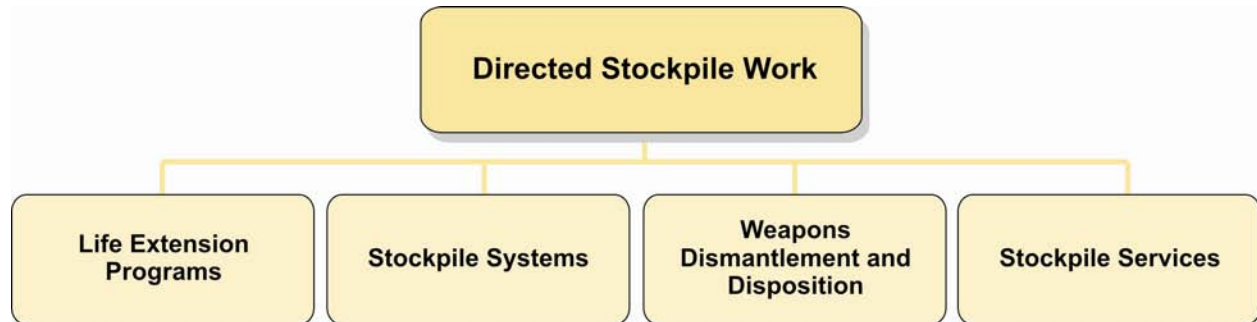 Directed Stockpile Work
Life Extension
Programs
Stockpile Systems
Weapons
Dismantlement and
Disposition
Stockpile Services